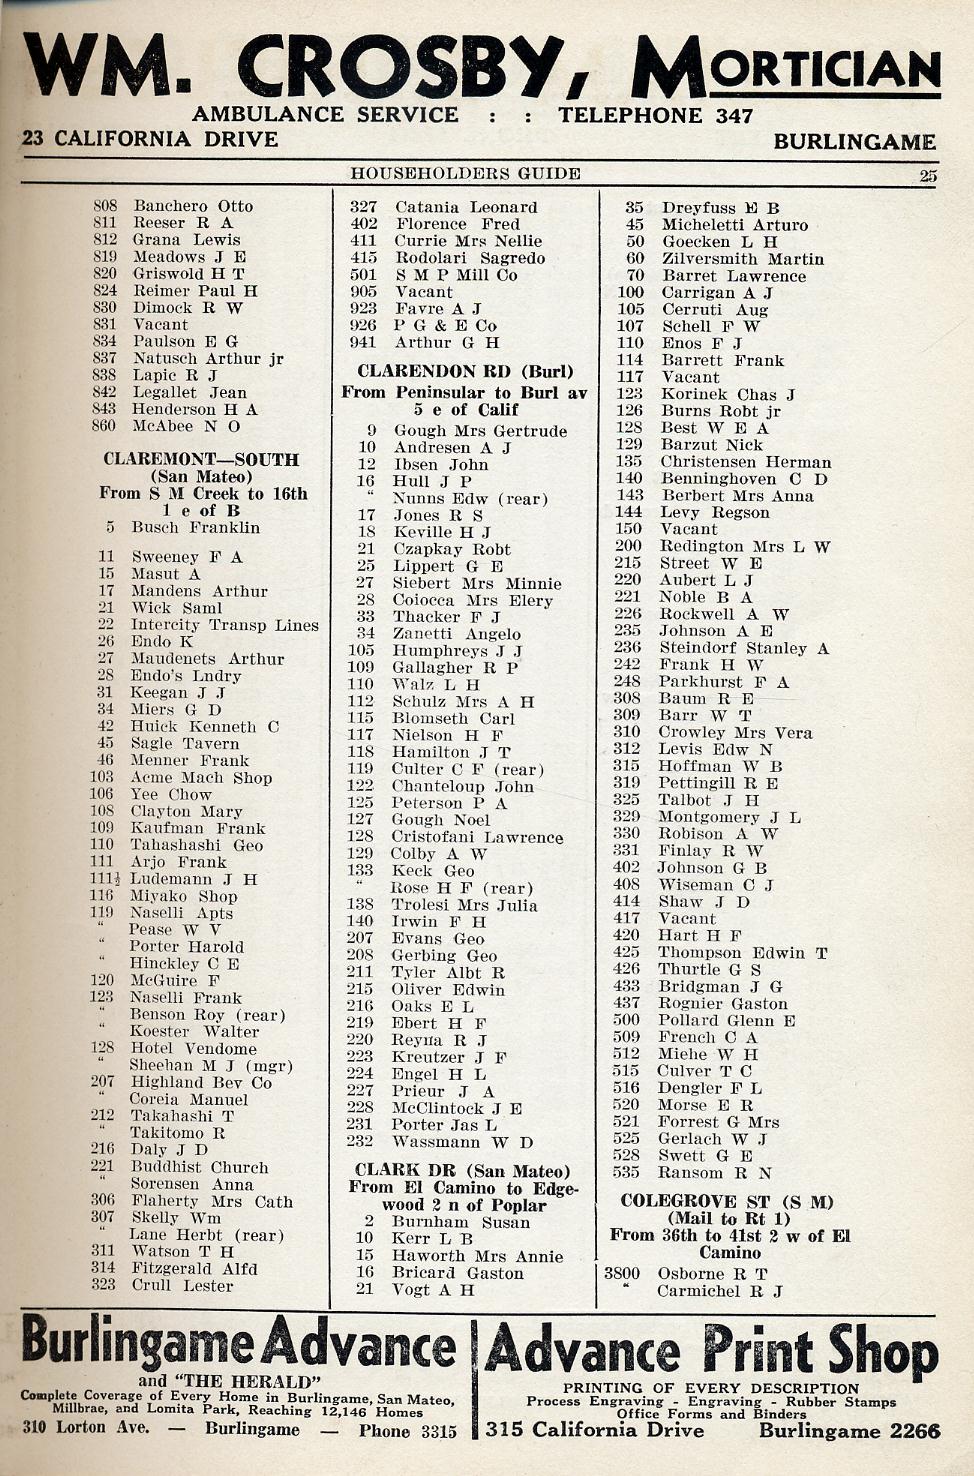 WM. CROSBY, MORTICIAN
AMBULANCE SERVICE : : TELEPHONE 347
23 CALIFORNIA DRIVE BURLINGAME
HOUSEHOLDERS GUIDE 25
808 Banchero Otto
811 Reeser R A
812 Grana Lewis
819 Meadows J E
820 Griswold H T
824 Reimer Paul H
830 Dimock R W
831 Vacant
834 Paulson E G
837 Natusch Arthur jr
838 Lapic R J
842 Legallet Jean
843 Henderson H A
860 McAbee N O
CLAREMONT—SOUTH
(San Mateo)
From S M Creek to 16th
1 e of B
5 Busch Franklin
11 Sweeney F A
15 Masut A
17 Mandens Arthur
21 Wick Saml
22 Intercity Transp Lines
26 Endo K
27 Maudenets Arthur
28 Endo's Lndry
31 Keegan J J
34 Miers G D
42 Huick Kenneth C
45 Sagle Tavern
46 Menner Frank
103 Acme Mach Shop
106 Yee Chow
108 Clayton Mary
109 Kaufman Frank
110 Tahashashi Geo
111 Arjo Frank
111½ Ludemann J H
116 Miyako Shop
119 Naselli Apts
" Pease W V
" Porter Harold
" Hinckley C E
120 McGuire F
123 Naselli Frank
" Benson Roy (rear)
" Koester Walter
128 Hotel Vendome
" Sheehan M J (mgr)
207 Highland Bev Co
" Coreia Manuel
212 Takahashi T
" Takitomo R
216 Daly J D
221 Buddhist Church
" Sorensen Anna
306 Flaherty Mrs Cath
307 Skelly Wm
" Lane Herbt (rear)
311 Watson T H
314 Fitzgerald Alfd
323 Crull Lester
327 Catania Leonard
402 Florence Fred
411 Currie Mrs Nellie
415 Rodolari Sagredo
501 S M P Mill Co
905 Vacant
923 Favre A J
926 P G & E Co
941 Arthur G H
CLARENDON RD (Burl)
From Peninsular to Burl av
5 e of Calif
9 Gough Mrs Gertrude
10 Andresen A J
12 Ibsen John
16 Hull J P
" Nunns Edw (rear)
17 Jones R S
18 Keville H J
21 Czapkay Robt
25 Lippert G E
27 Siebert Mrs Minnie
28 Coiocca Mrs Elery
33 Thacker F J
34 Zanetti Angelo
105 Humphreys J J
109 Gallagher R P
110 Walz L H
112 Schulz Mrs A H
115 Blomseth Carl
117 Nielson H F
118 Hamilton J T
119 Culter C F (rear)
122 Chanteloup John
125 Peterson P A
127 Gough Noel
128 Cristofani Lawrence
129 Colby A W
133 Keck Geo
" Rose H F (rear)
138 Trolesi Mrs Julia
140 Irwin F H
207 Evans Geo
208 Gerbing Geo
211 Tyler Albt R
215 Oliver Edwin
216 Oaks E L
219 Ebert H F
220 Reyna R J
223 Kreutzer J F
224 Engel H L
227 Prieur J A
228 McClintock J E
231 Porter Jas L
232 Wassmann W D
CLARK DR (San Mateo)
From El Camino to Edge-
wood 2 n of Poplar
2 Burnham Susan
10 Kerr L B
15 Haworth Mrs Annie
16 Bricard Gaston
21 Vogt A H
35 Dreyfuss E B
45 Micheletti Arturo
50 Goecken L H
60 Zilversmith Martin
70 Barret Lawrence
100 Carrigan A J
105 Cerruti Aug
107 Schell F W
110 Enos F J
114 Barrett Frank
117 Vacant
123 Korinek Chas J
126 Burns Robt jr
128 Best W E A
129 Barzut Nick
135 Christensen Herman
140 Benninghoven C D
143 Berbert Mrs Anna
144 Levy Regson
150 Vacant
200 Redington Mrs L W
215 Street W E
220 Aubert L J
221 Noble B A
226 Rockwell A W
235 Johnson A E
236 Steindorf Stanley A
242 Frank H W
248 Parkhurst F A
308 Baum R E
309 Barr W T
310 Crowley Mrs Vera
312 Levis Edw N
315 Hoffman W B
319 Pettingill R E
325 Talbot J H
329 Montgomery J L
330 Robison A W
331 Finlay R W
402 Johnson G B
408 Wiseman C J
414 Shaw J D
417 Vacant
420 Hart H F
425 Thompson Edwin T
426 Thurtle G S
433 Bridgman J G
437 Rognier Gaston
500 Pollard Glenn E
509 French C A
512 Miehe W H
515 Culver T C
516 Dengler F L
520 Morse E R
521 Forrest G Mrs
525 Gerlach W J
528 Swett G E
535 Ransom R N
COLEGROVE ST (S M)
(Mail to Rt 1)
From 36th to 41st 2 w of El
Camino
3800 Osborne R T
" Carmichel R J
Burlingame Advance
and "THE HERALD"
Complete Coverage of Every Home in Burlingame, San Mateo,
Millbrae, and Lomita Park, Reaching 12,146 Homes
310 Lorton Ave. — Burlingame — Phone 3315
Advance Print Shop
PRINTING OF EVERY DESCRIPTION
Process Engraving - Engraving - Rubber Stamps
Office Forms and Binders
315 California Drive Burlingame 2266